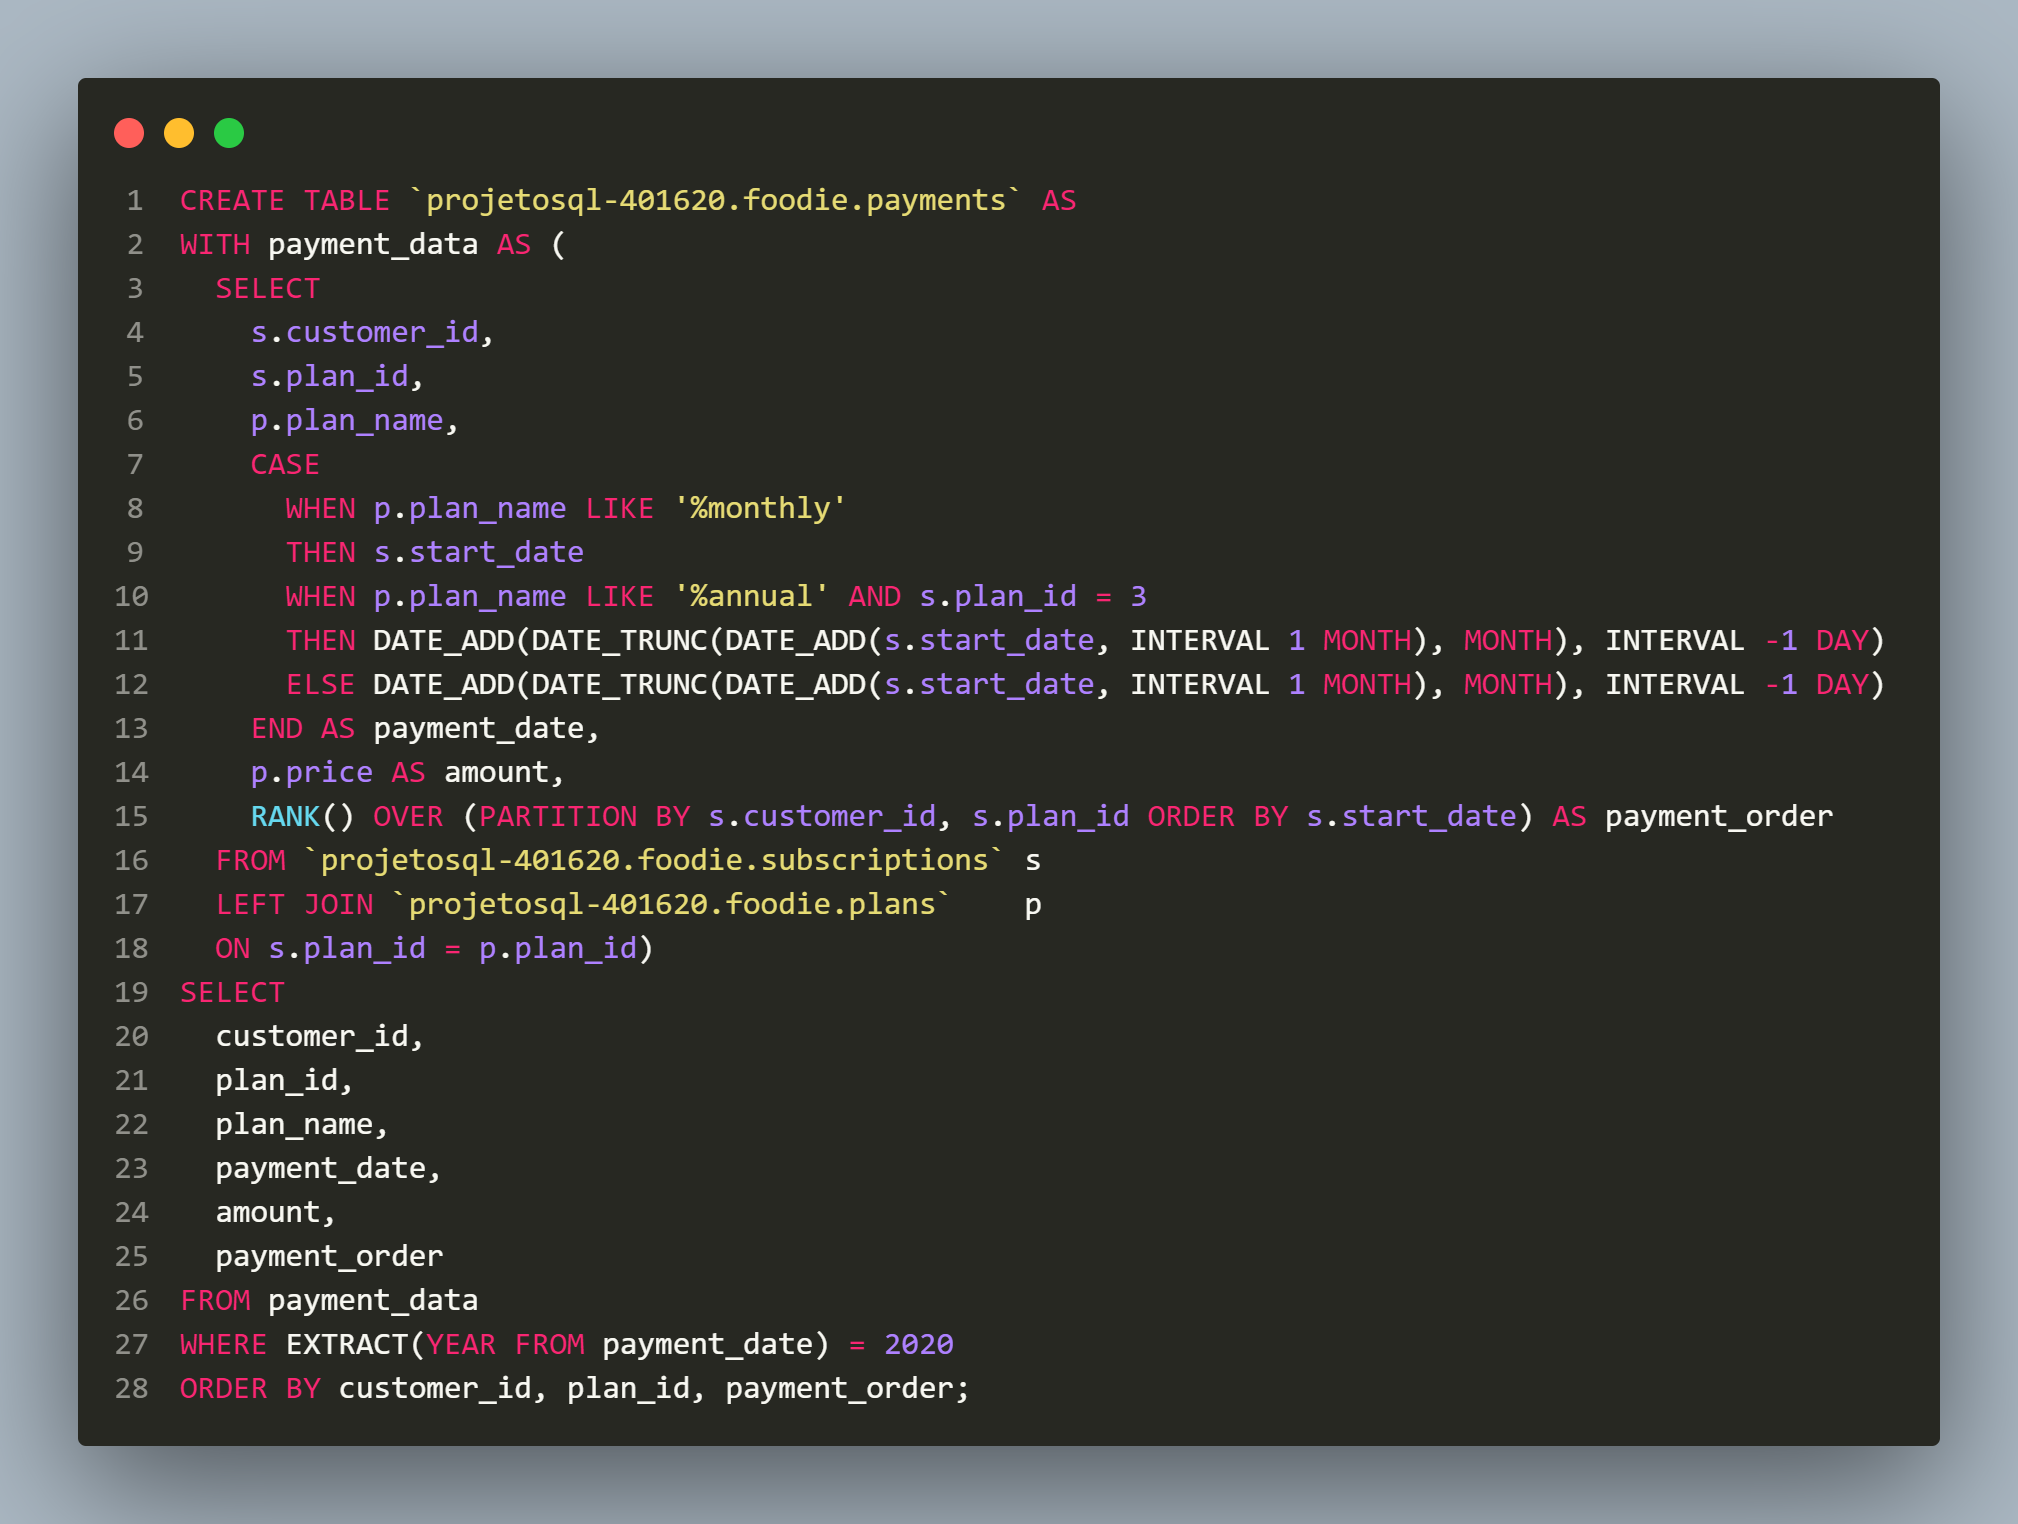 1 CREATE TABLE `projetosql-401620.foodie.payments` AS
2 WITH payment_data AS (
3   SELECT
4     s.customer_id,
5     s.plan_id,
6     p.plan_name,
7     CASE
8       WHEN p.plan_name LIKE '%monthly'
9       THEN s.start_date
10       WHEN p.plan_name LIKE '%annual' AND s.plan_id = 3
11       THEN DATE_ADD(DATE_TRUNC(DATE_ADD(s.start_date, INTERVAL 1 MONTH), MONTH), INTERVAL -1 DAY)
12       ELSE DATE_ADD(DATE_TRUNC(DATE_ADD(s.start_date, INTERVAL 1 MONTH), MONTH), INTERVAL -1 DAY)
13     END AS payment_date,
14     p.price AS amount,
15     RANK() OVER (PARTITION BY s.customer_id, s.plan_id ORDER BY s.start_date) AS payment_order
16   FROM `projetosql-401620.foodie.subscriptions` s
17   LEFT JOIN `projetosql-401620.foodie.plans`    p
18   ON s.plan_id = p.plan_id)
19 SELECT
20   customer_id,
21   plan_id,
22   plan_name,
23   payment_date,
24   amount,
25   payment_order
26 FROM payment_data
27 WHERE EXTRACT(YEAR FROM payment_date) = 2020
28 ORDER BY customer_id, plan_id, payment_order;